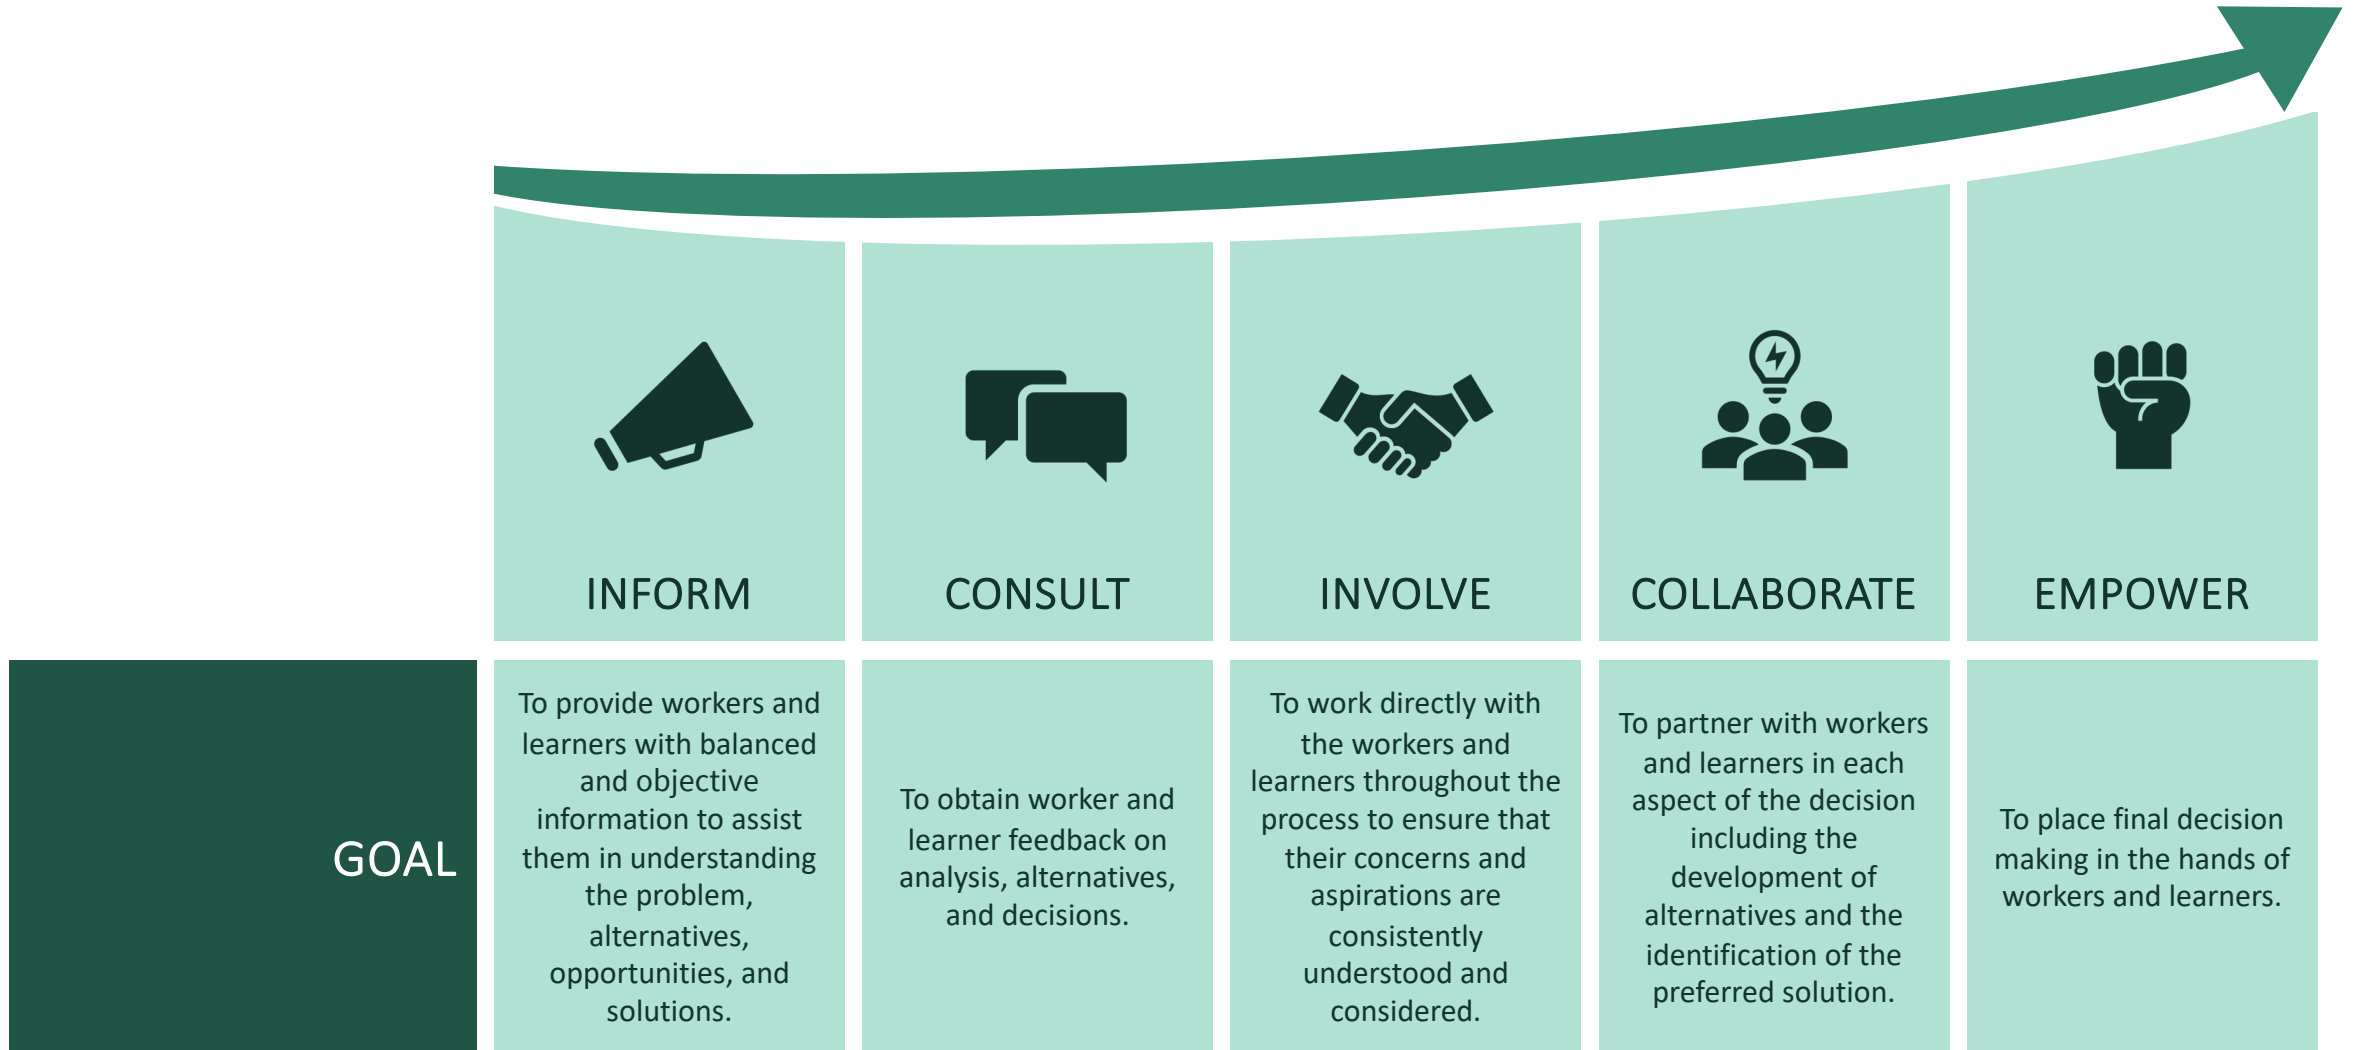 INFORM
CONSULT
INVOLVE
COLLABORATE
EMPOWER
GOAL
To provide workers and
learners with balanced
and objective
information to assist
them in understanding
the problem,
alternatives,
opportunities, and
solutions.
To obtain worker and
learner feedback on
analysis, alternatives,
and decisions.
To work directly with
the workers and
learners throughout the
process to ensure that
their concerns and
aspirations are
consistently
understood and
considered.
To partner with workers
and learners in each
aspect of the decision
including the
development of
alternatives and the
identification of the
preferred solution.
To place final decision
making in the hands of
workers and learners.